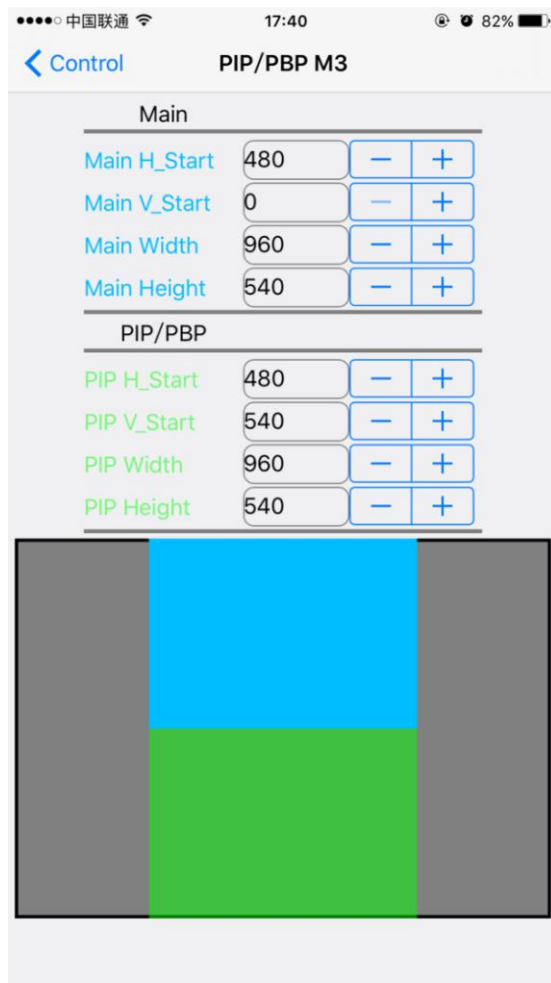 中国联通 17:40 82%
Control PIP/PBP M3
Main
Main H_Start 480 — +
Main V_Start 0 — +
Main Width 960 — +
Main Height 540 — +
PIP/PBP
PIP H_Start 480 — +
PIP V_Start 540 — +
PIP Width 960 — +
PIP Height 540 — +